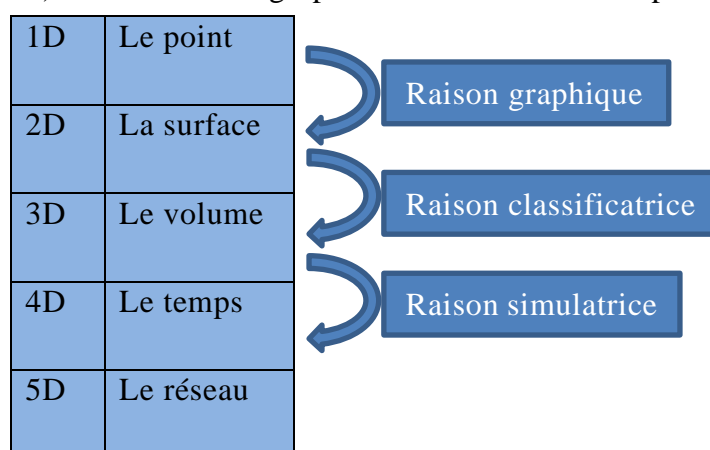 1D Le point
Raison graphique
2D La surface
Raison classificatrice
3D Le volume
Raison simulatrice
4D Le temps
5D Le réseau